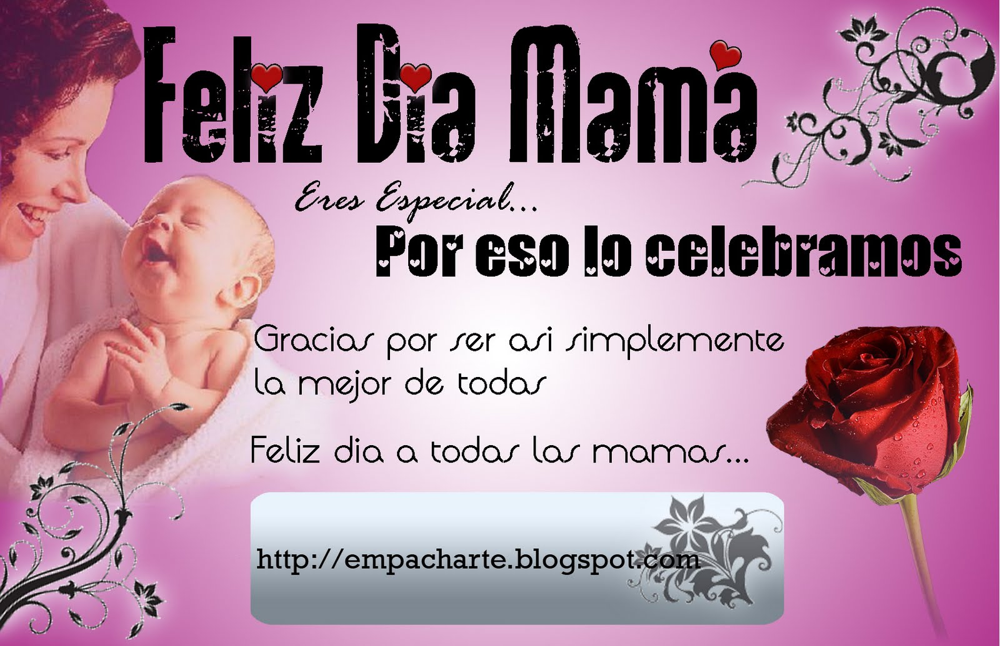 Feliz Dia Mamá
Eres Especial...
Por eso lo celebramos
Gracias por ser asi simplemente
la mejor de todas
Feliz dia a todas las mamas...
http://empacharte.blogspot.com